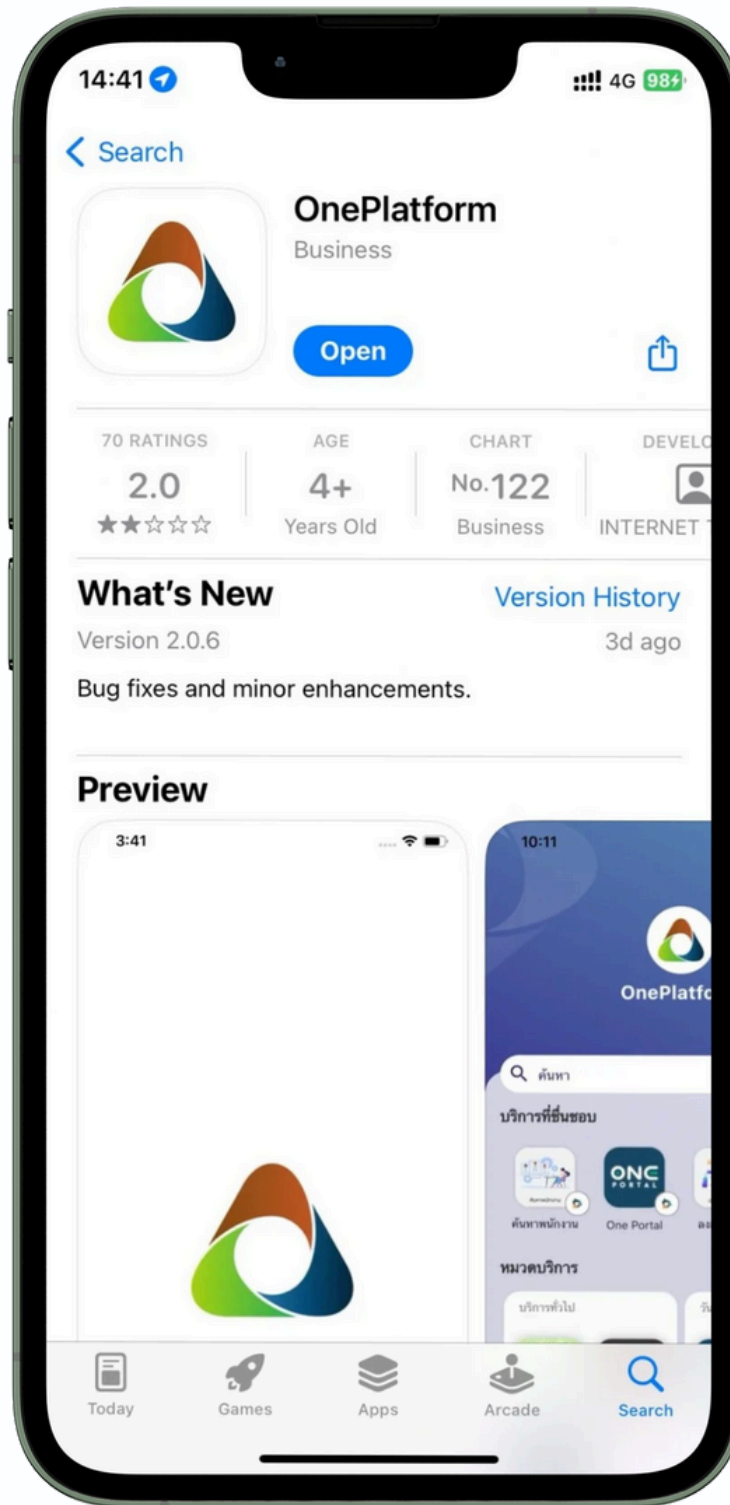 14:41
4G 98
Search
OnePlatform
Business
Open
70 RATINGS AGE CHART DEVELO
2.0 4+ No.122
Years Old Business INTERNET T
What's New Version History
Version 2.0.6 3d ago
Bug fixes and minor enhancements.
Preview
3:41
10:11
OnePlatfo
ค้นหา
บริการที่ชื่นชอบ
ONE
PORTAL
ค้นหาพนักงาน One Portal
หมวดบริการ
บริการทั่วไป
Today Games Apps Arcade Search